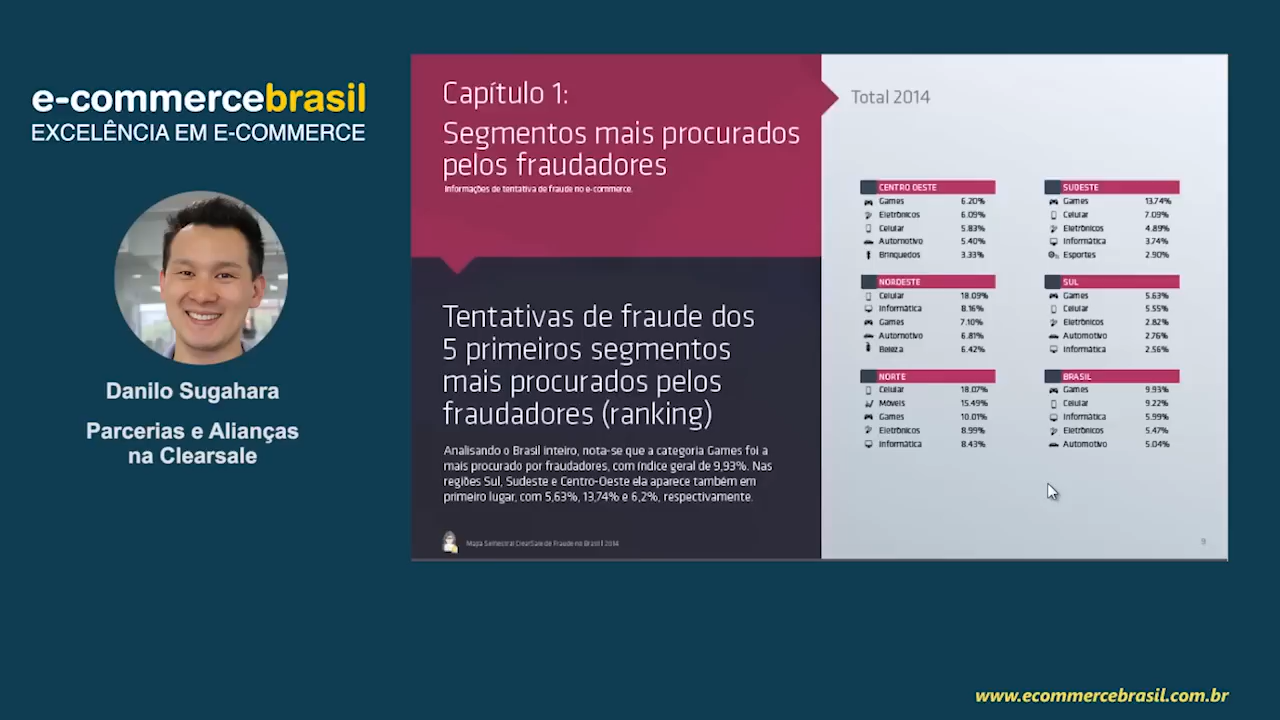 e-commercebrasil
EXCELÊNCIA EM E-COMMERCE
Danilo Sugahara
Parcerias e Alianças
na Clearsale
Capítulo 1:
Segmentos mais procurados
pelos fraudadores
Informações de tentativa de fraude no e-commerce.
Tentativas de fraude dos
5 primeiros segmentos
mais procurados pelos
fraudadores (ranking)
Analisando o Brasil inteiro, nota-se que a categoria Games foi a
mais procurado por fraudadores, com índice geral de 9,93%. Nas
regiões Sul, Sudeste e Centro-Oeste ela aparece também em
primeiro lugar, com 5,63%, 13,74% e 6,2%, respectivamente.
Mapa Semestral ClearSale de Fraude no Brasil 2014
Total 2014
CENTRO OESTE
Games 6.20%
Eletrônicos 6.09%
Celular 5.83%
Automotivo 5.40%
Brinquedos 3.33%
SUDESTE
Games 13.74%
Celular 7.09%
Eletrônicos 4.89%
Informática 3.74%
Esportes 2.90%
NORDESTE
Celular 18.09%
Informática 8.16%
Games 7.10%
Automotivo 6.81%
Beleza 6.42%
SUL
Games 5.63%
Celular 5.55%
Eletrônicos 2.82%
Automotivo 2.76%
Informática 2.56%
NORTE
Celular 18.07%
Móveis 15.49%
Games 10.01%
Eletrônicos 8.99%
Informática 8.43%
BRASIL
Games 9.93%
Celular 9.22%
Informática 5.99%
Eletrônicos 5.47%
Automotivo 5.04%
9
www.ecommercebrasil.com.br